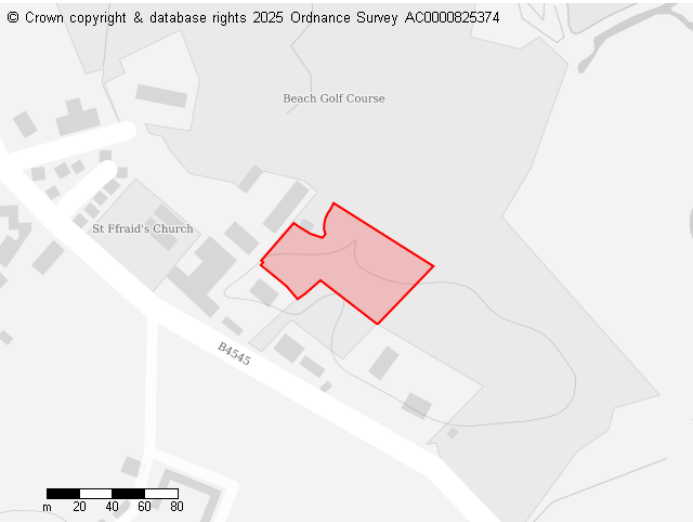 © Crown copyright & database rights 2025 Ordnance Survey AC0000825374
Beach Golf Course
St Ffraid's Church
B4545
m 20 40 60 80